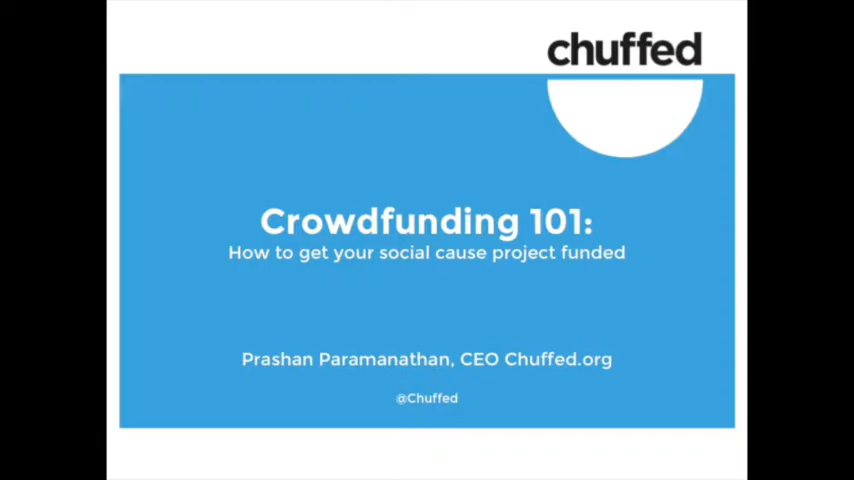 chuffed
Crowdfunding 101:
How to get your social cause project funded
Prashan Paramanathan, CEO Chuffed.org
@Chuffed